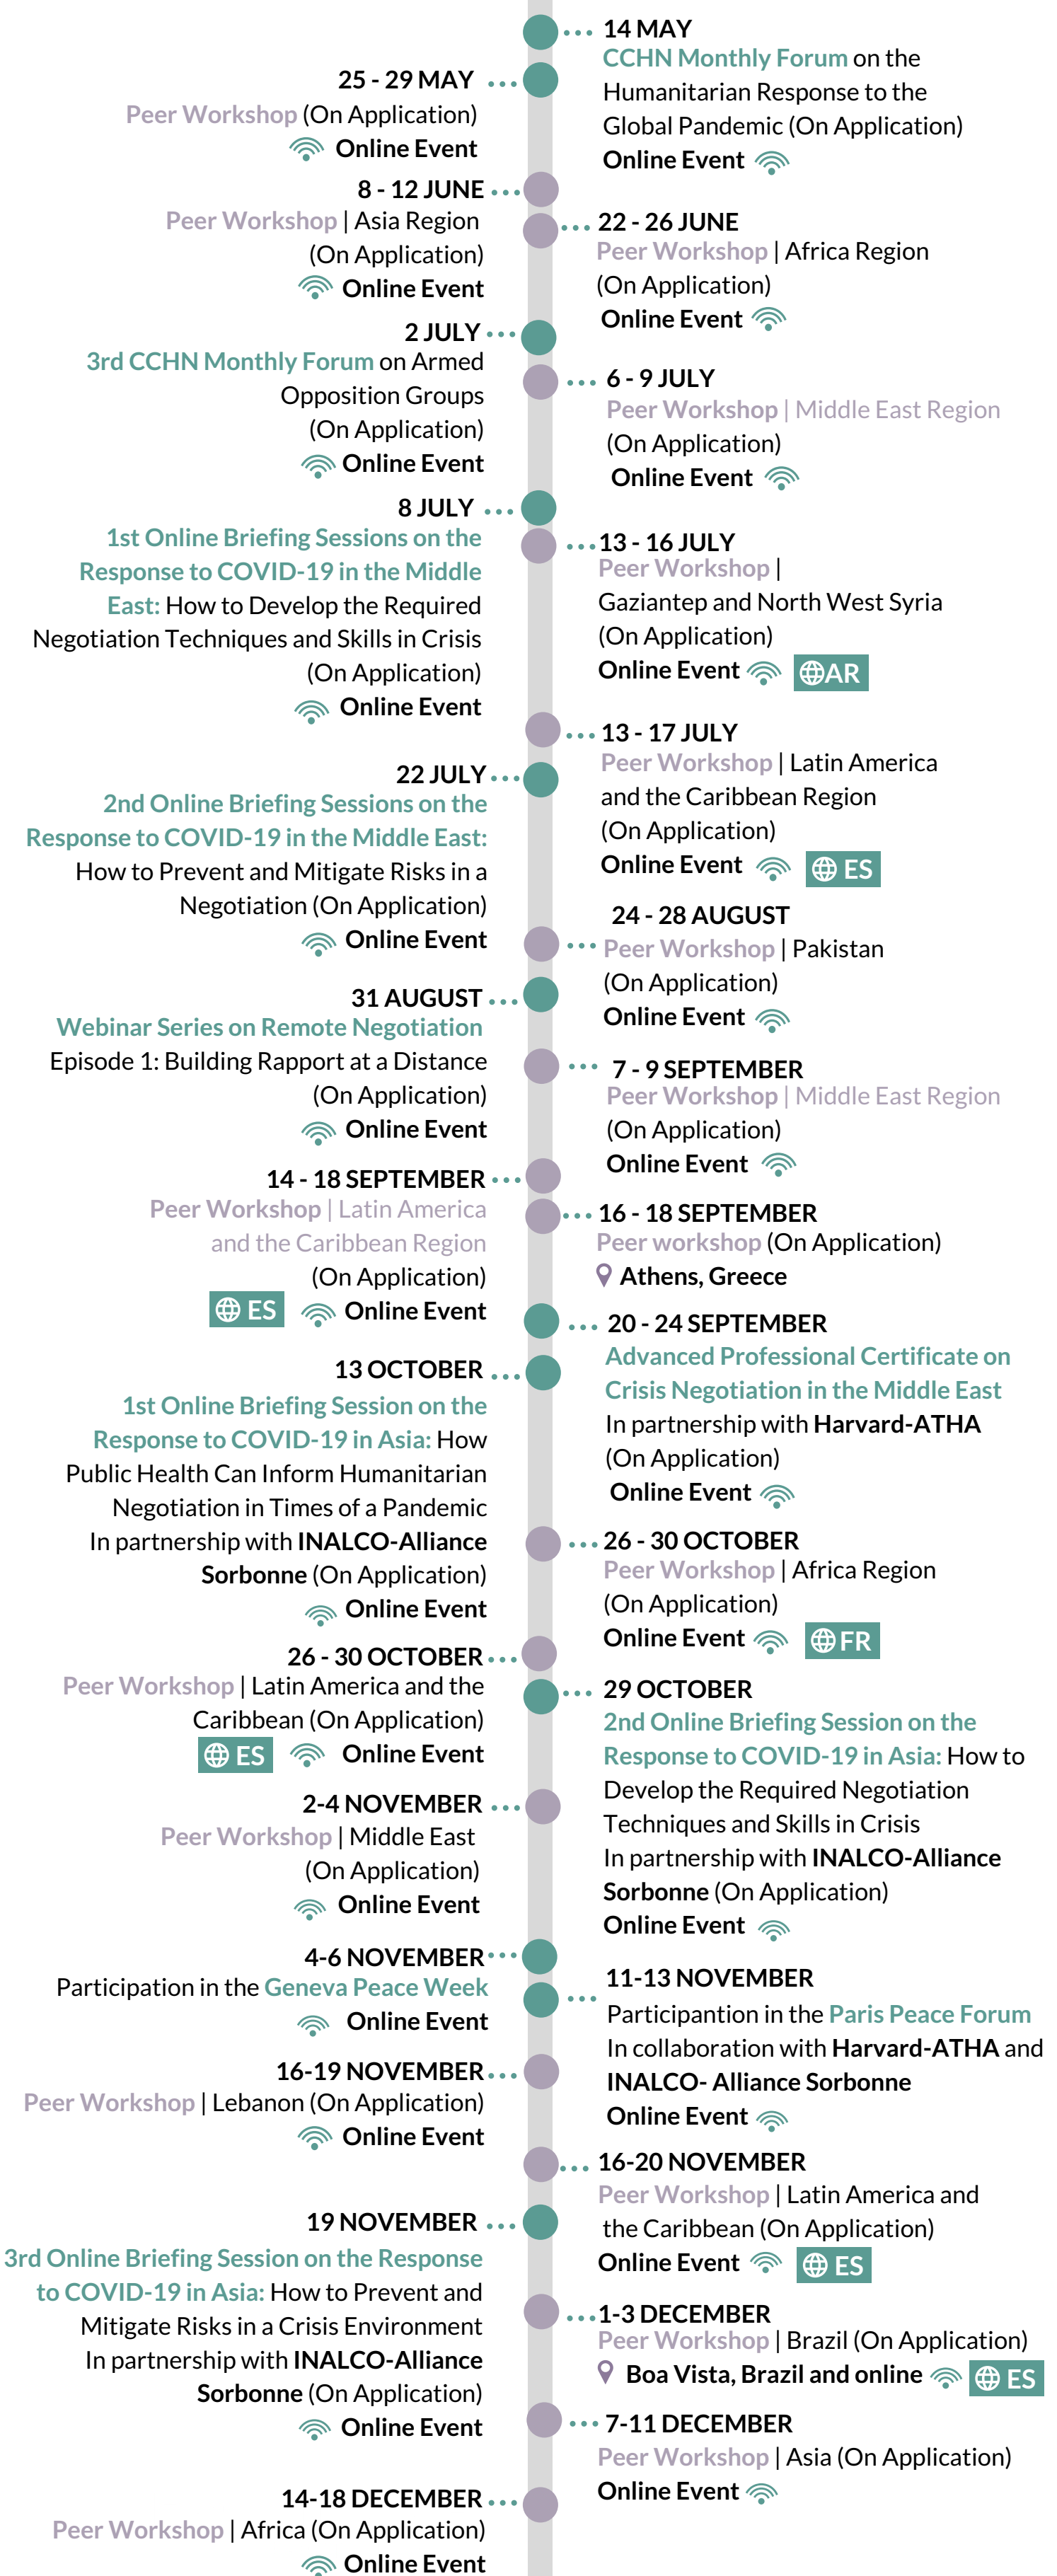 14 MAY
CCHN Monthly Forum on the
Humanitarian Response to the
Global Pandemic (On Application)
Online Event
25 - 29 MAY
Peer Workshop (On Application)
Online Event
8 - 12 JUNE
Peer Workshop | Asia Region
(On Application)
Online Event
22 - 26 JUNE
Peer Workshop | Africa Region
(On Application)
Online Event
2 JULY
3rd CCHN Monthly Forum on Armed
Opposition Groups
(On Application)
Online Event
6 - 9 JULY
Peer Workshop | Middle East Region
(On Application)
Online Event
8 JULY
1st Online Briefing Sessions on the
Response to COVID-19 in the Middle
East: How to Develop the Required
Negotiation Techniques and Skills in Crisis
(On Application)
Online Event
13 - 16 JULY
Peer Workshop |
Gaziantep and North West Syria
(On Application)
Online Event AR
13 - 17 JULY
Peer Workshop | Latin America
and the Caribbean Region
(On Application)
Online Event ES
22 JULY
2nd Online Briefing Sessions on the
Response to COVID-19 in the Middle East:
How to Prevent and Mitigate Risks in a
Negotiation (On Application)
Online Event
24 - 28 AUGUST
Peer Workshop | Pakistan
(On Application)
Online Event
31 AUGUST
Webinar Series on Remote Negotiation
Episode 1: Building Rapport at a Distance
(On Application)
Online Event
7 - 9 SEPTEMBER
Peer Workshop | Middle East Region
(On Application)
Online Event
14 - 18 SEPTEMBER
Peer Workshop | Latin America
and the Caribbean Region
(On Application)
ES Online Event
16 - 18 SEPTEMBER
Peer workshop (On Application)
Athens, Greece
20 - 24 SEPTEMBER
Advanced Professional Certificate on
Crisis Negotiation in the Middle East
In partnership with Harvard-ATHA
(On Application)
Online Event
13 OCTOBER
1st Online Briefing Session on the
Response to COVID-19 in Asia: How
Public Health Can Inform Humanitarian
Negotiation in Times of a Pandemic
In partnership with INALCO-Alliance
Sorbonne (On Application)
Online Event
26 - 30 OCTOBER
Peer Workshop | Africa Region
(On Application)
Online Event FR
26 - 30 OCTOBER
Peer Workshop | Latin America and the
Caribbean (On Application)
ES Online Event
29 OCTOBER
2nd Online Briefing Session on the
Response to COVID-19 in Asia: How to
Develop the Required Negotiation
Techniques and Skills in Crisis
In partnership with INALCO-Alliance
Sorbonne (On Application)
Online Event
2-4 NOVEMBER
Peer Workshop | Middle East
(On Application)
Online Event
4-6 NOVEMBER
Participation in the Geneva Peace Week
Online Event
11-13 NOVEMBER
Participantion in the Paris Peace Forum
In collaboration with Harvard-ATHA and
INALCO- Alliance Sorbonne
Online Event
16-19 NOVEMBER
Peer Workshop | Lebanon (On Application)
Online Event
16-20 NOVEMBER
Peer Workshop | Latin America and
the Caribbean (On Application)
Online Event ES
19 NOVEMBER
3rd Online Briefing Session on the Response
to COVID-19 in Asia: How to Prevent and
Mitigate Risks in a Crisis Environment
In partnership with INALCO-Alliance
Sorbonne (On Application)
Online Event
1-3 DECEMBER
Peer Workshop | Brazil (On Application)
Boa Vista, Brazil and online ES
7-11 DECEMBER
Peer Workshop | Asia (On Application)
Online Event
14-18 DECEMBER
Peer Workshop | Africa (On Application)
Online Event